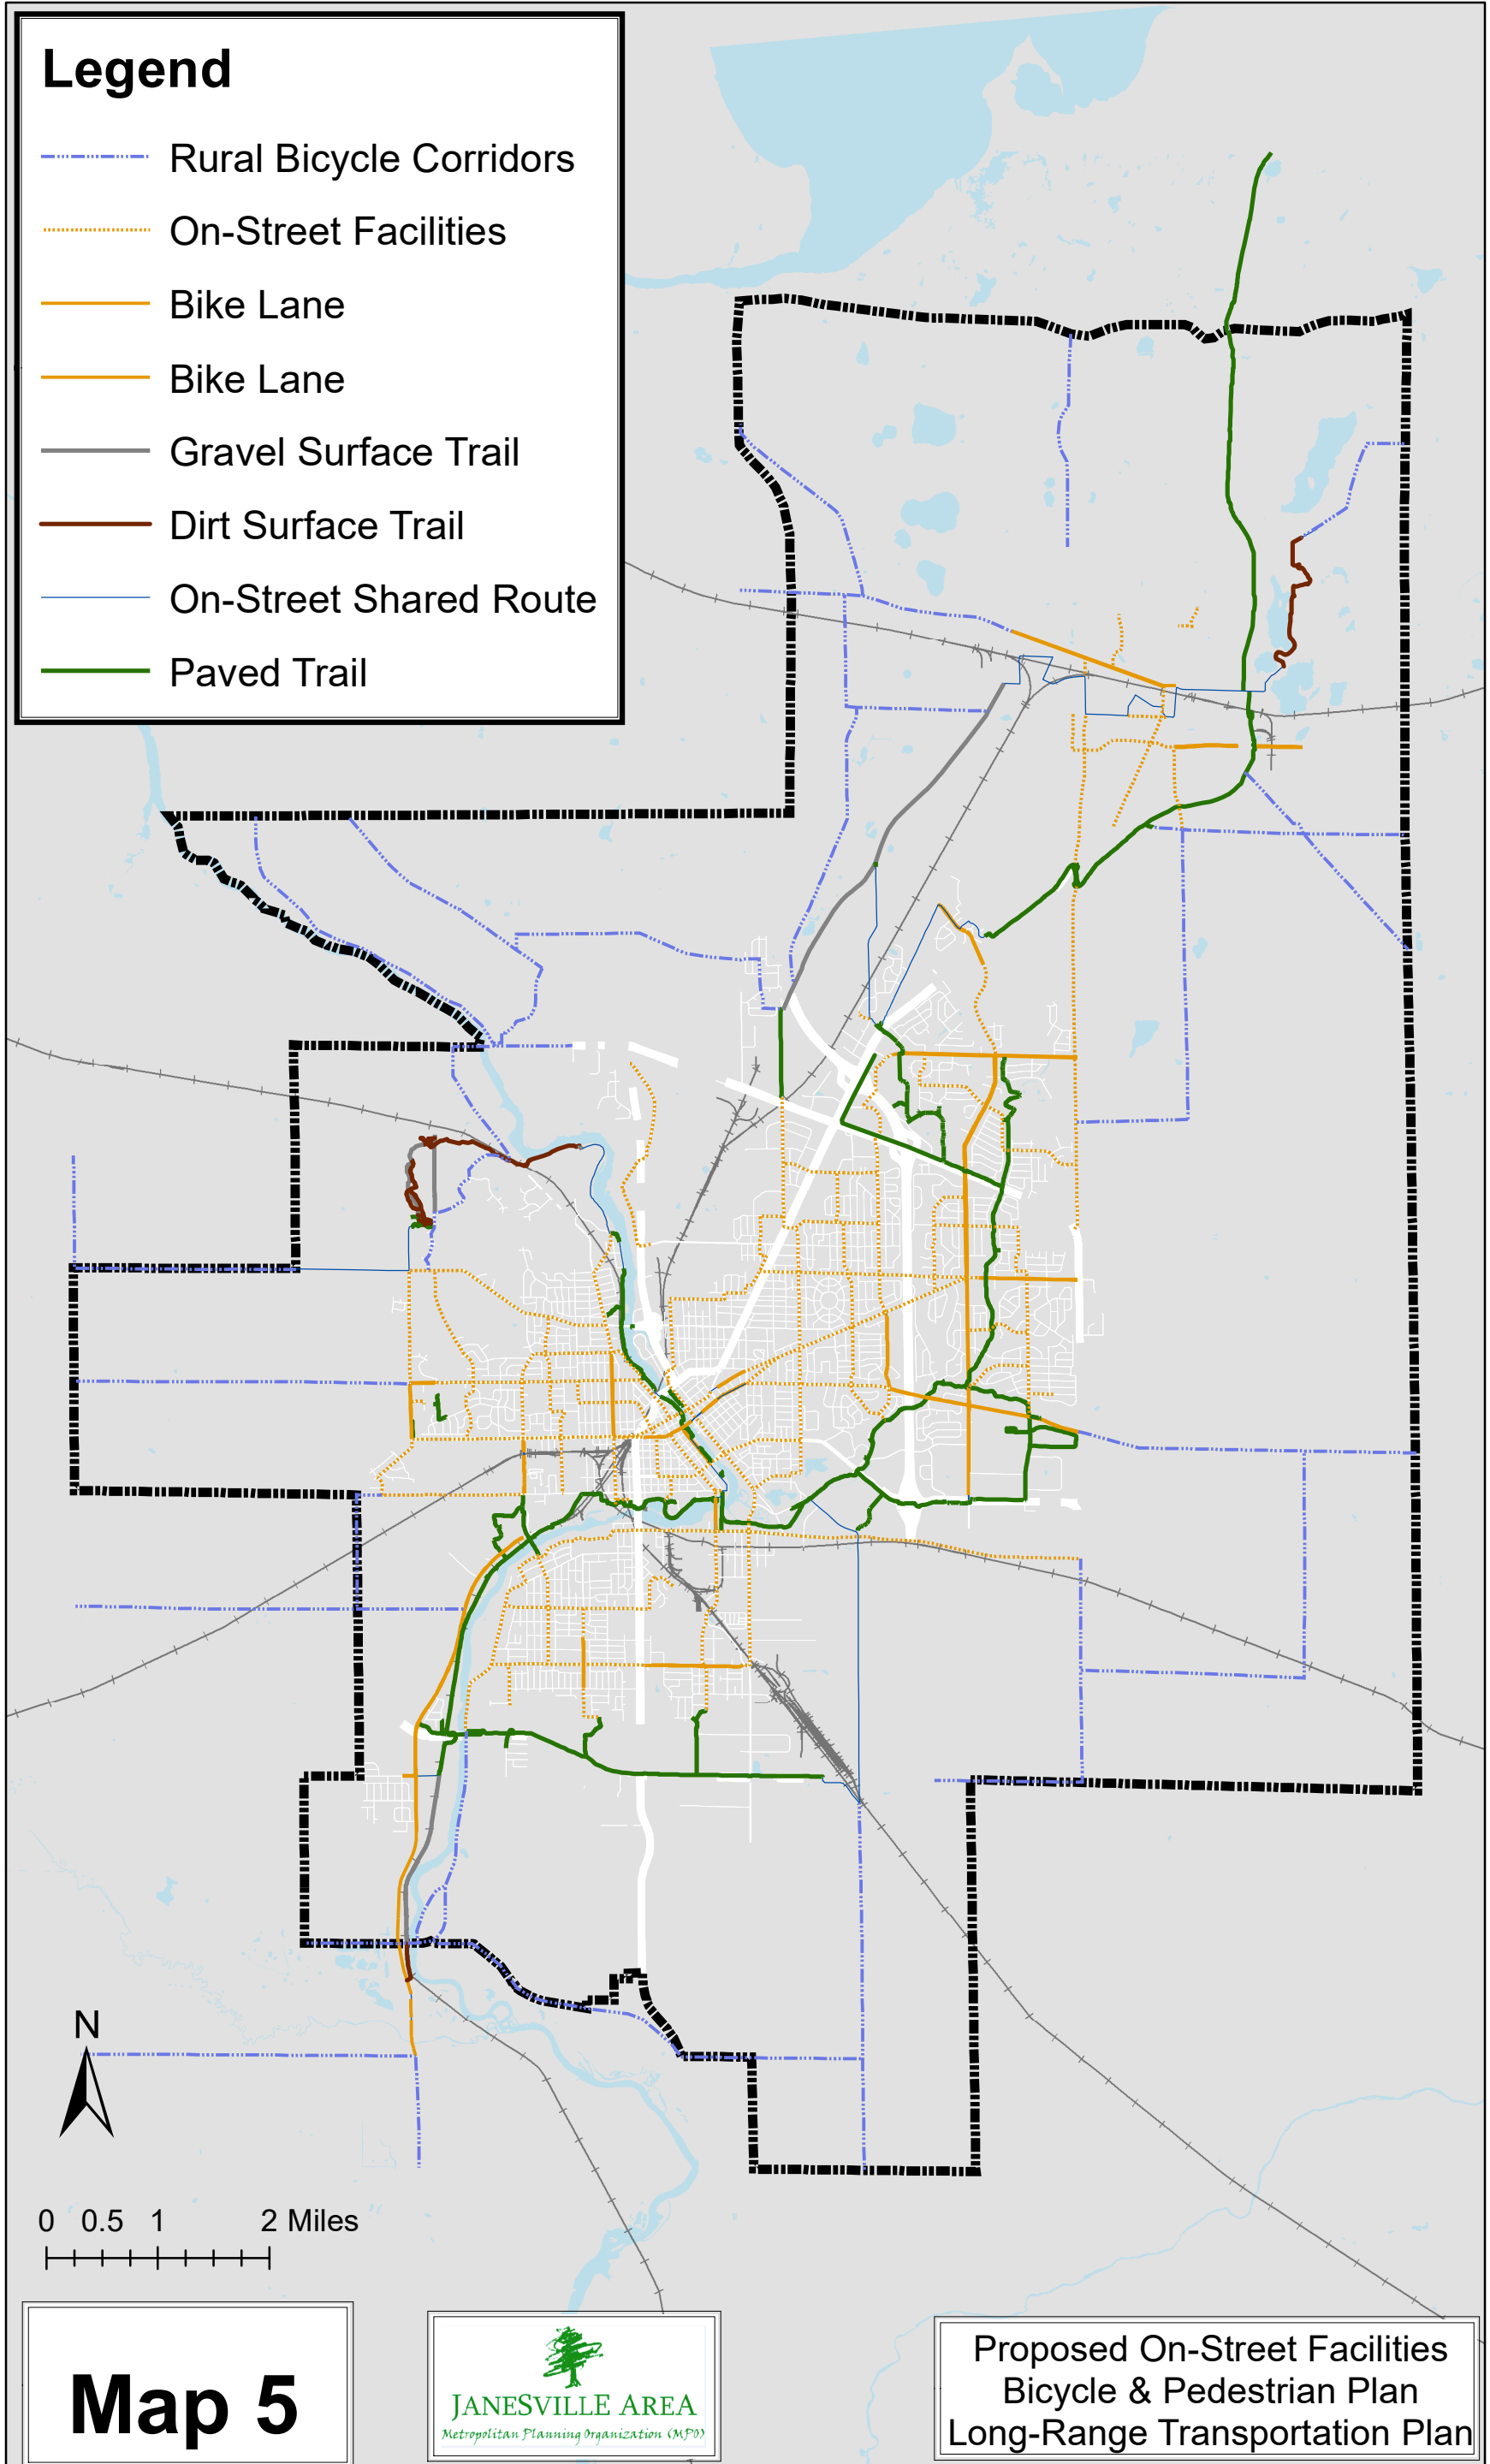 Legend
Rural Bicycle Corridors
On-Street Facilities
Bike Lane
Bike Lane
Gravel Surface Trail
Dirt Surface Trail
On-Street Shared Route
Paved Trail
N
0 0.5 1 2 Miles
Map 5
JANESVILLE AREA
Metropolitan Planning Organization (MPO)
Proposed On-Street Facilities
Bicycle & Pedestrian Plan
Long-Range Transportation Plan